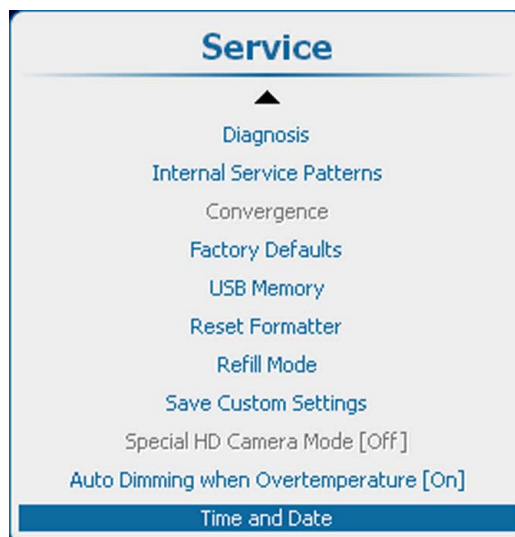 Service
Diagnosis
Internal Service Patterns
Convergence
Factory Defaults
USB Memory
Reset Formatter
Refill Mode
Save Custom Settings
Special HD Camera Mode [Off]
Auto Dimming when Overtemperature [On]
Time and Date